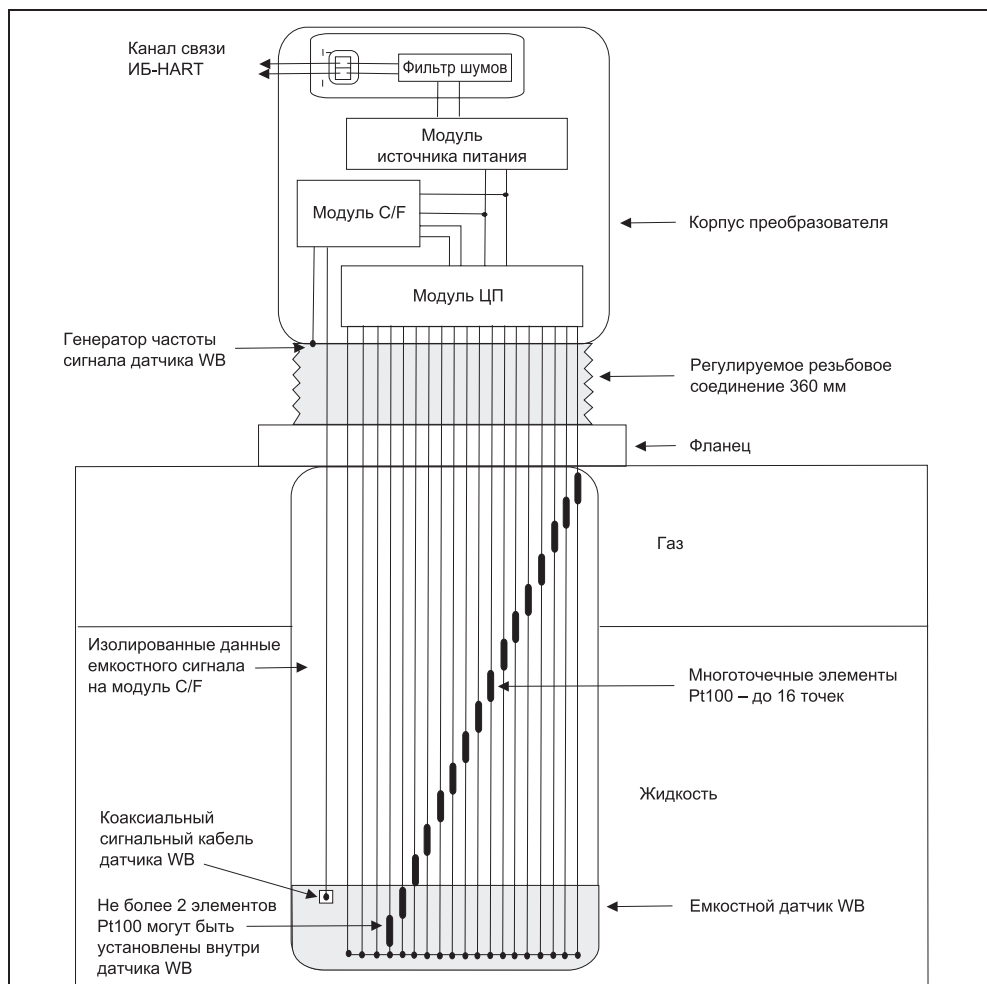 Канал связи
ИБ-HART
Фильтр шумов
Модуль
источника питания
Модуль C/F
Корпус преобразователя
Модуль ЦП
Генератор частоты
сигнала датчика WB
Регулируемое резьбовое
соединение 360 мм
Фланец
Газ
Изолированные данные
емкостного сигнала
на модуль C/F
Многоточечные элементы
Pt100 – до 16 точек
Жидкость
Коаксиальный
сигнальный кабель
датчика WB
Не более 2 элементов
Pt100 могут быть
установлены внутри
датчика WB
Емкостной датчик WB